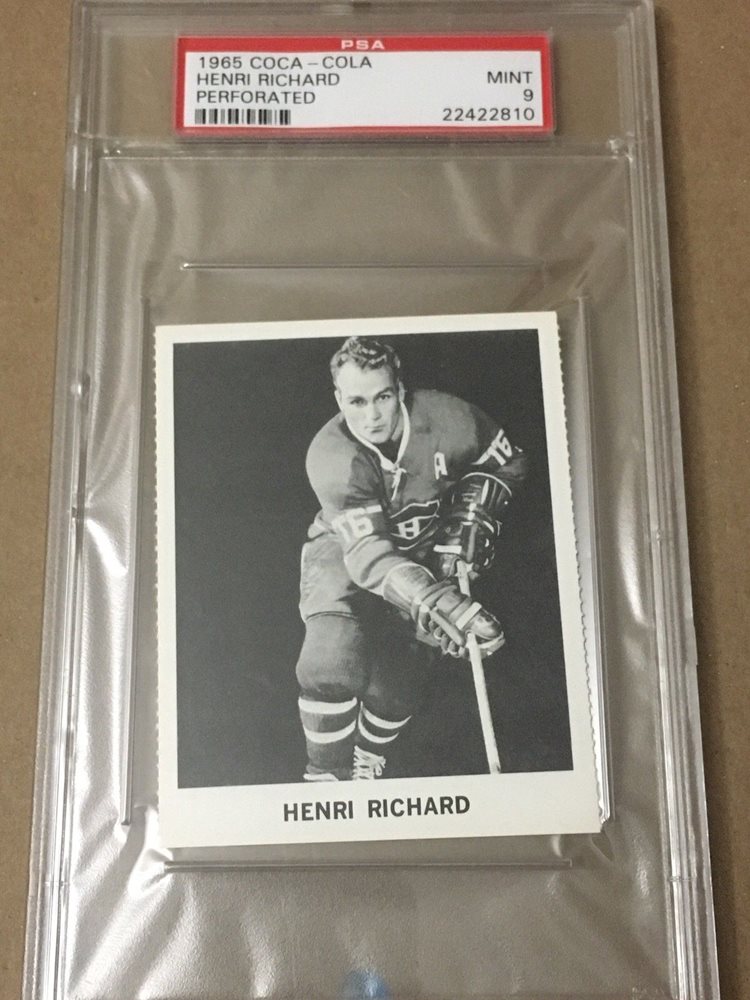 PSA
1965 COCA-COLA
HENRI RICHARD MINT
PERFORATED 9
22422810
16
A
16
H
HENRI RICHARD